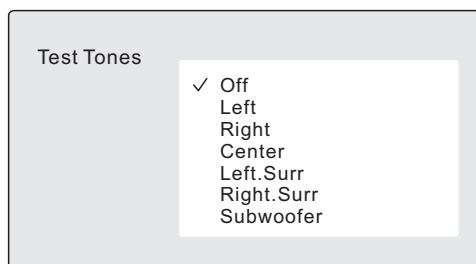 Test Tones
✓ Off
Left
Right
Center
Left.Surr
Right.Surr
Subwoofer